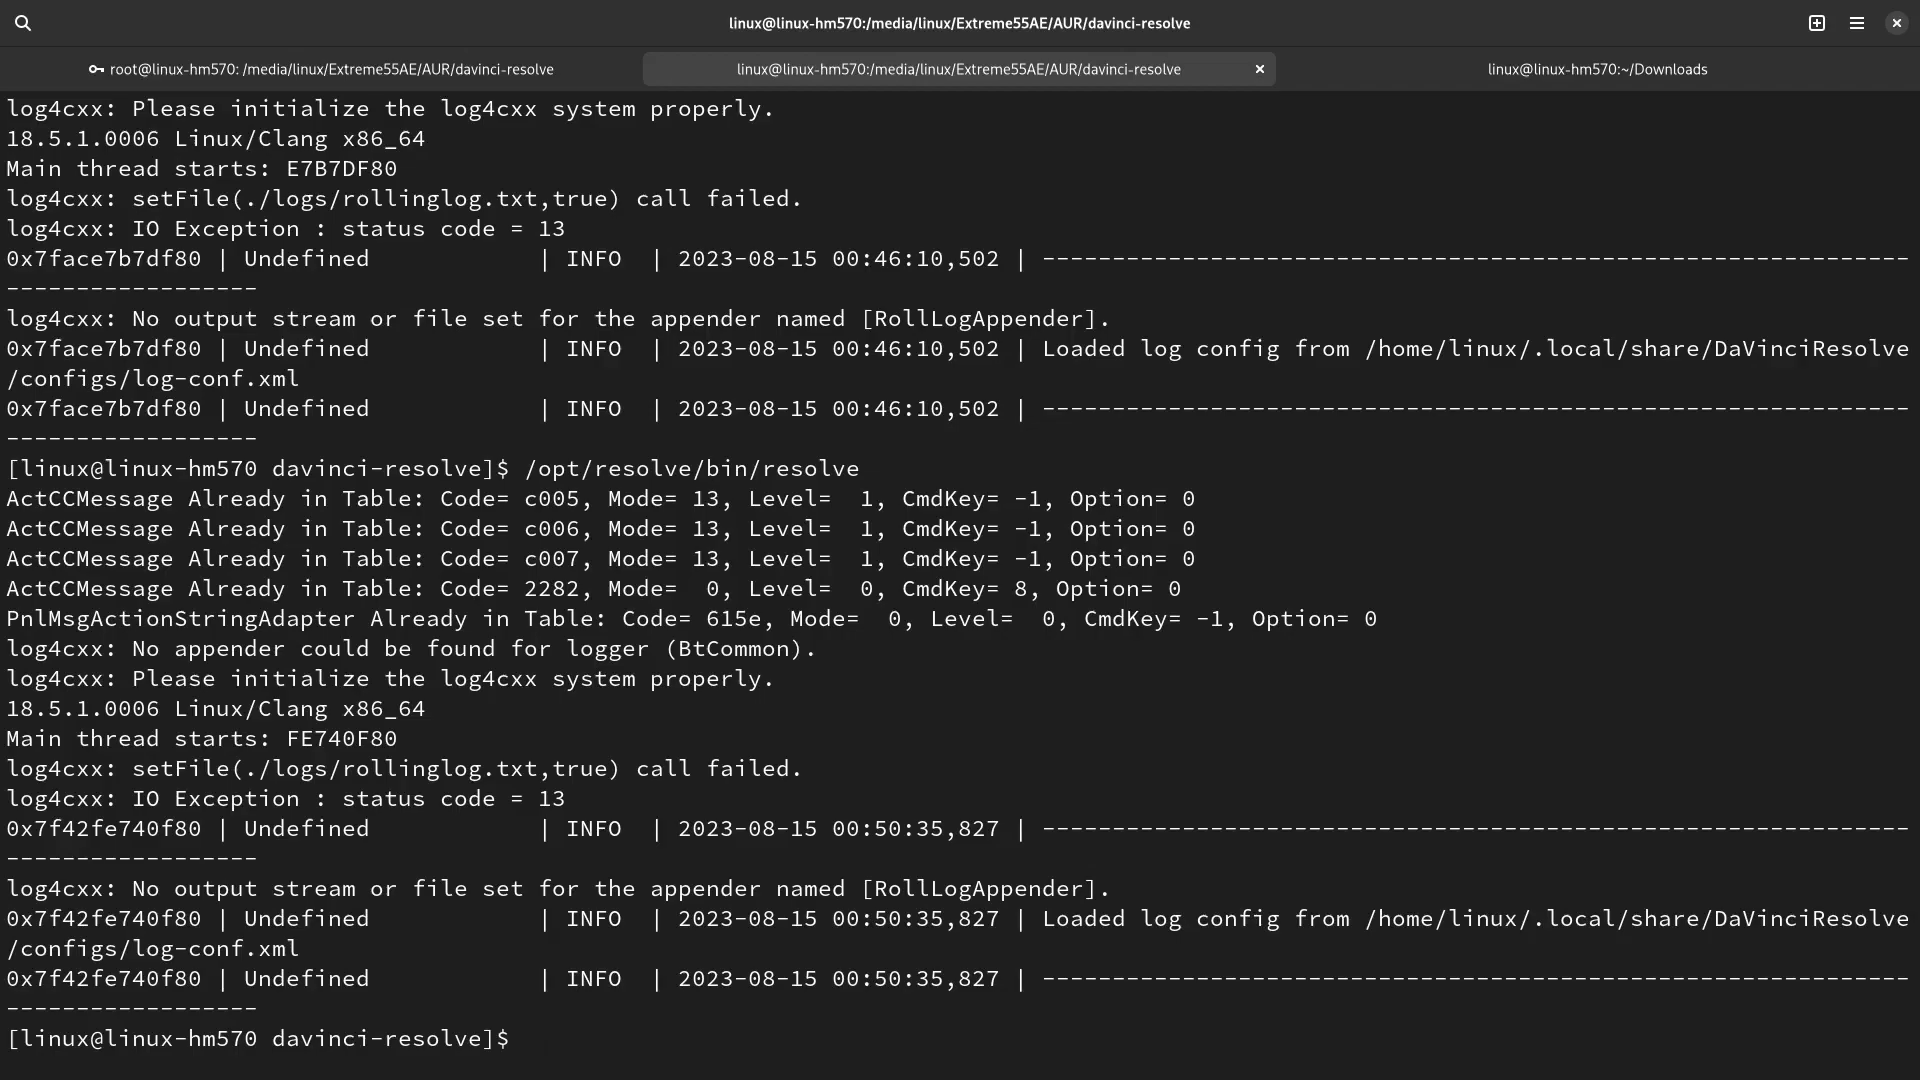 linux@linux-hm570:/media/linux/Extreme55AE/AUR/davinci-resolve
root@linux-hm570: /media/linux/Extreme55AE/AUR/davinci-resolve
linux@linux-hm570:/media/linux/Extreme55AE/AUR/davinci-resolve
linux@linux-hm570:~/Downloads
log4cxx: Please initialize the log4cxx system properly.
18.5.1.0006 Linux/Clang x86_64
Main thread starts: E7B7DF80
log4cxx: setFile(./logs/rollinglog.txt,true) call failed.
log4cxx: IO Exception : status code = 13
0x7face7b7df80 | Undefined            | INFO  | 2023-08-15 00:46:10,502 | --------------------------------------------------------------
------------------
log4cxx: No output stream or file set for the appender named [RollLogAppender].
0x7face7b7df80 | Undefined            | INFO  | 2023-08-15 00:46:10,502 | Loaded log config from /home/linux/.local/share/DaVinciResolve
/configs/log-conf.xml
0x7face7b7df80 | Undefined            | INFO  | 2023-08-15 00:46:10,502 | --------------------------------------------------------------
------------------
[linux@linux-hm570 davinci-resolve]$ /opt/resolve/bin/resolve
ActCCMessage Already in Table: Code= c005, Mode= 13, Level=  1, CmdKey= -1, Option= 0
ActCCMessage Already in Table: Code= c006, Mode= 13, Level=  1, CmdKey= -1, Option= 0
ActCCMessage Already in Table: Code= c007, Mode= 13, Level=  1, CmdKey= -1, Option= 0
ActCCMessage Already in Table: Code= 2282, Mode=  0, Level=  0, CmdKey= 8, Option= 0
PnlMsgActionStringAdapter Already in Table: Code= 615e, Mode=  0, Level=  0, CmdKey= -1, Option= 0
log4cxx: No appender could be found for logger (BtCommon).
log4cxx: Please initialize the log4cxx system properly.
18.5.1.0006 Linux/Clang x86_64
Main thread starts: FE740F80
log4cxx: setFile(./logs/rollinglog.txt,true) call failed.
log4cxx: IO Exception : status code = 13
0x7f42fe740f80 | Undefined            | INFO  | 2023-08-15 00:50:35,827 | --------------------------------------------------------------
------------------
log4cxx: No output stream or file set for the appender named [RollLogAppender].
0x7f42fe740f80 | Undefined            | INFO  | 2023-08-15 00:50:35,827 | Loaded log config from /home/linux/.local/share/DaVinciResolve
/configs/log-conf.xml
0x7f42fe740f80 | Undefined            | INFO  | 2023-08-15 00:50:35,827 | --------------------------------------------------------------
------------------
[linux@linux-hm570 davinci-resolve]$